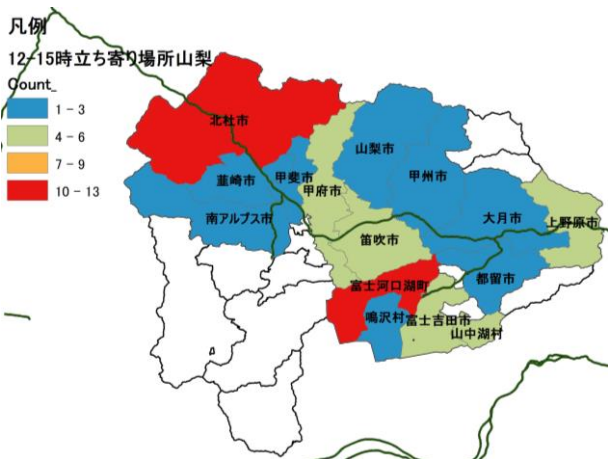 凡例
12-15時立ち寄り場所山梨
Count_
1 - 3
4 - 6
7 - 9
10 - 13
北杜市
韮崎市
甲斐市
甲府市
山梨市
甲州市
南アルプス市
大月市
上野原市
笛吹市
都留市
富士河口湖町
鳴沢村
富士吉田市
山中湖村